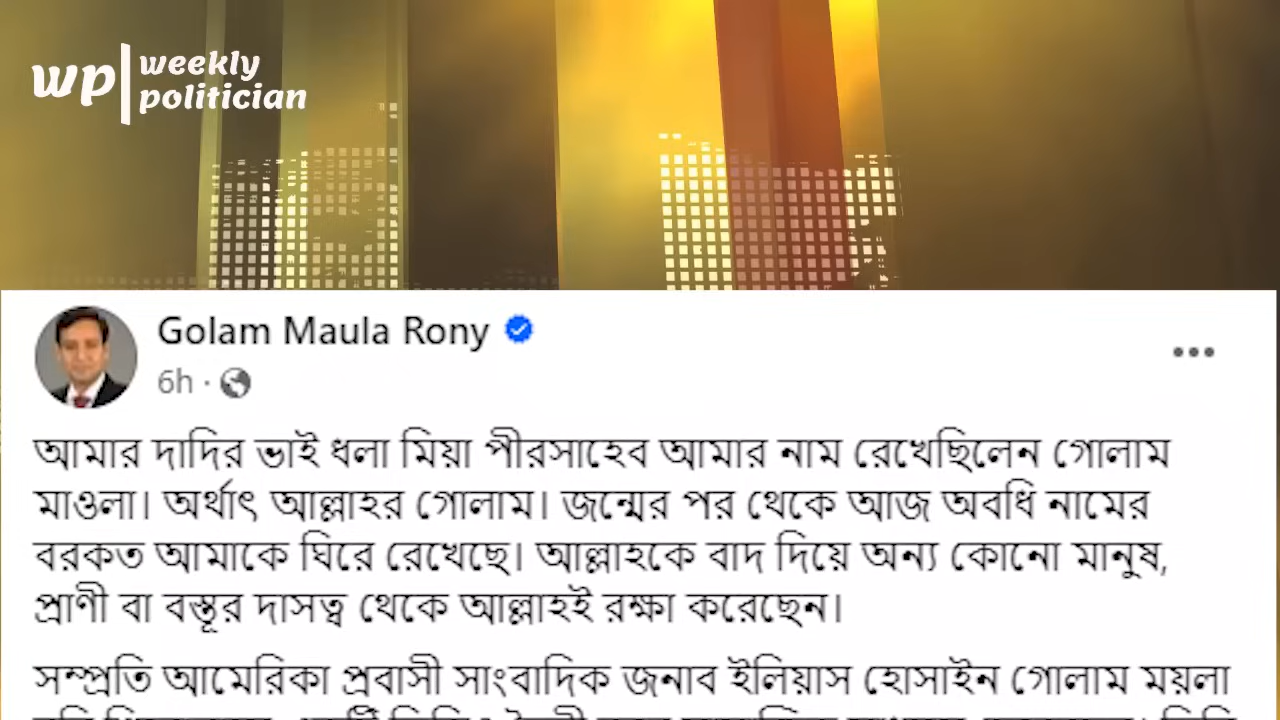 wp weekly
politician
Golam Maula Rony
6h ·
আমার দাদির ভাই ধলা মিয়া পীরসাহেব আমার নাম রেখেছিলেন গোলাম
মাওলা। অর্থাৎ আল্লাহর গোলাম। জন্মের পর থেকে আজ অবধি নামের
বরকত আমাকে ঘিরে রেখেছে। আল্লাহকে বাদ দিয়ে অন্য কোনো মানুষ,
প্রাণী বা বস্তূর দাসত্ব থেকে আল্লাহই রক্ষা করেছেন।
সম্প্রতি আমেরিকা প্রবাসী সাংবাদিক জনাব ইলিয়াস হোসাইন গোলাম ময়লা